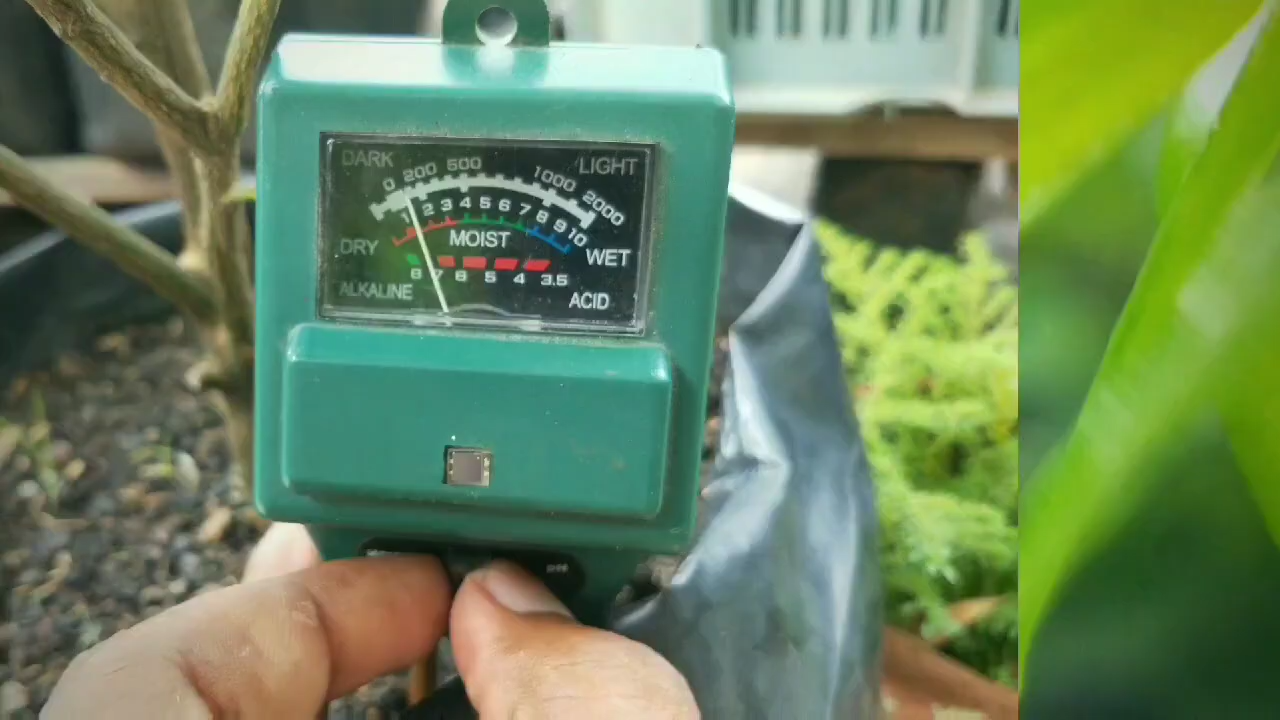 DARK LIGHT
0 200 500 1000 2000
1 2 3 4 5 6 7 8 9 10
DRY MOIST WET
8 7 6 5 4 3.5
ALKALINE ACID